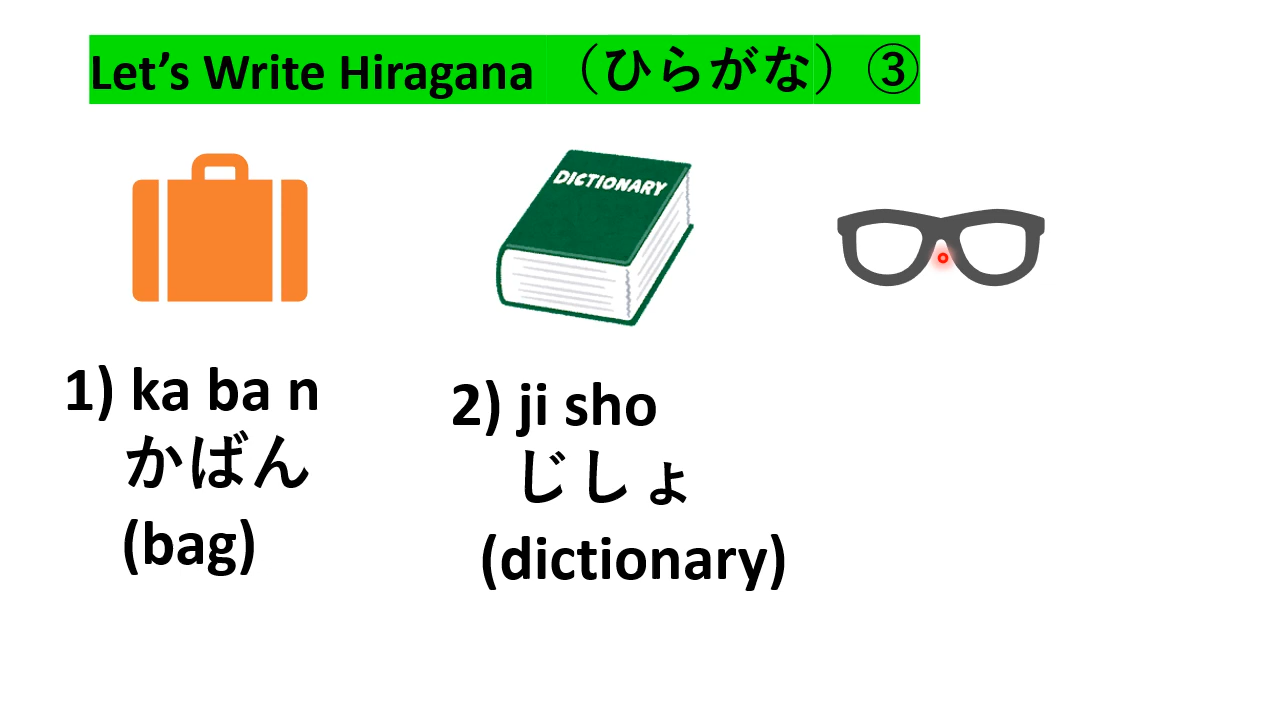 Let’s Write Hiragana （ひらがな）③
DICTIONARY
1) ka ba n
かばん
(bag)
2) ji sho
じしょ
(dictionary)